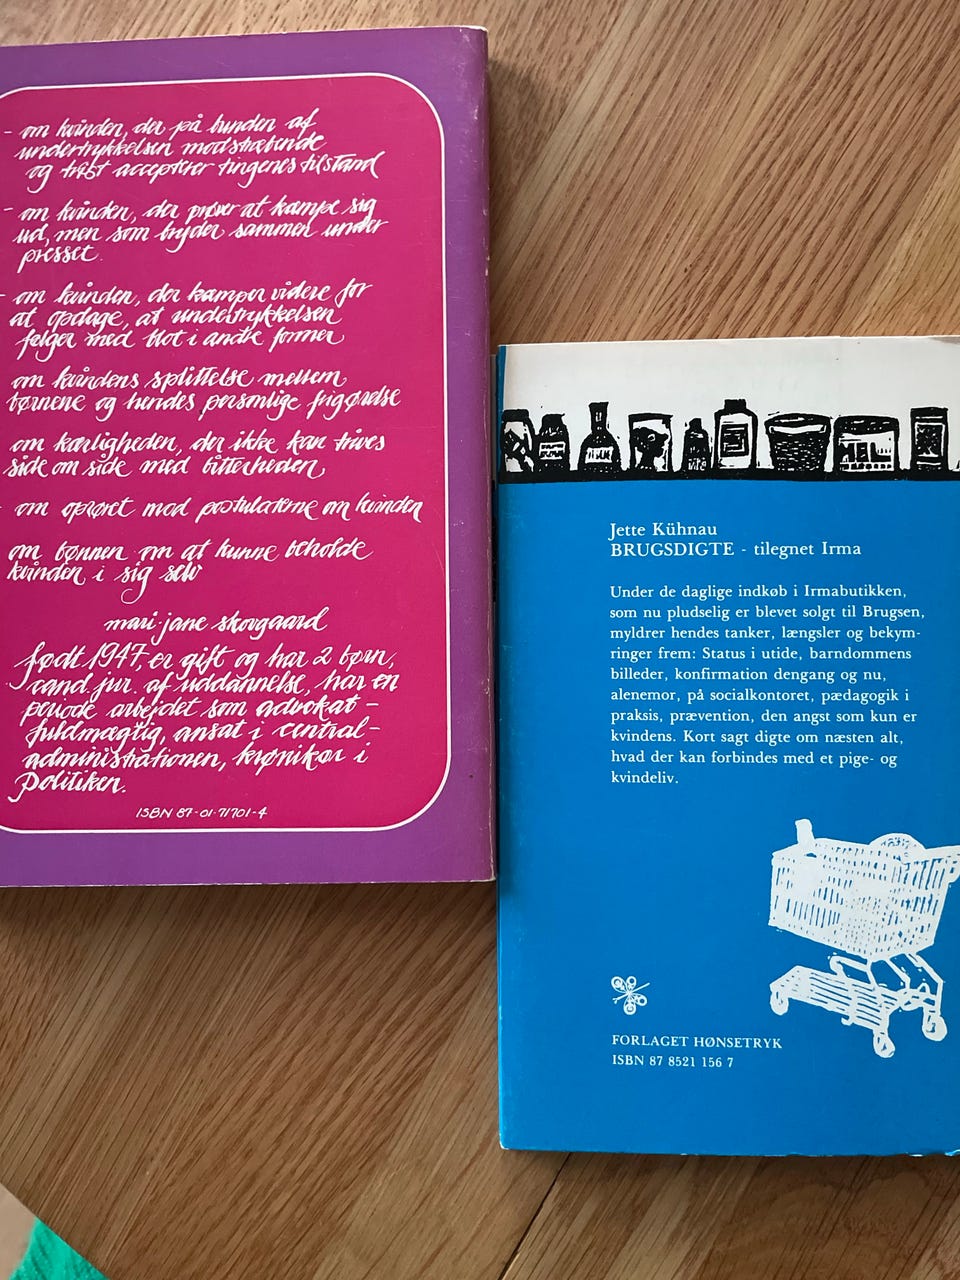 - om kvinden, der på bunden af
undertrykkelsen modstræbende
og træt accepterer tingenes tilstand
- om kvinden, der prøver at kæmpe sig
ud, men som bryder sammen under
presset.
- om kvinden, der kæmper videre for
at opdage, at undertrykkelsen
følger med blot i andre former
om kvindens splittelse mellem
børnene og hendes personlige frigørelse
om kærligheden, der ikke kan trives
side om side med bitterheden,
- om oprøret mod postulaterne om kvinden
om bønnen om at kunne beholde
kvinden i sig selv
mari-jane skovgaard
født 1947, er gift og har 2 børn,
cand. jur. af uddannelse, har en
periode arbejdet som advokat-
fuldmægtig, ansat i central-
administrationen, kronikør i
Politiken.
ISBN 87-01-71701-4
Jette Kühnau
BRUGSDIGTE - tilegnet Irma
Under de daglige indkøb i Irmabutikken,
som nu pludselig er blevet solgt til Brugsen,
myldrer hendes tanker, længsler og bekym-
ringer frem: Status i utide, barndommens
billeder, konfirmation dengang og nu,
alenemor, på socialkontoret, pædagogik i
praksis, prævention, den angst som kun er
kvindens. Kort sagt digte om næsten alt,
hvad der kan forbindes med et pige- og
kvindeliv.
FORLAGET HØNSETRYK
ISBN 87 8521 156 7